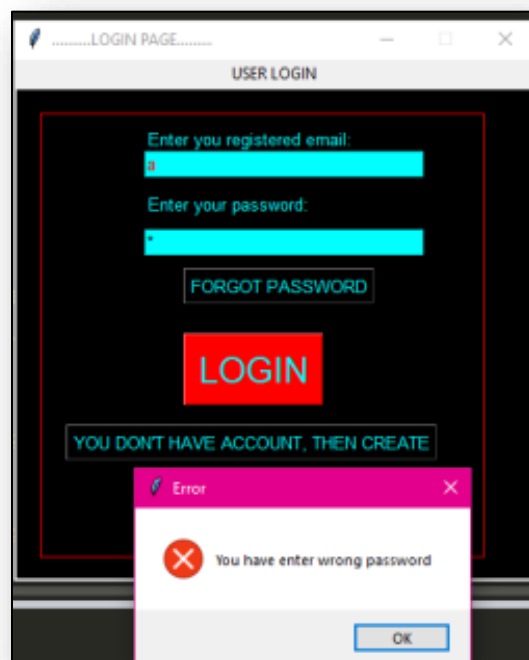 ..........LOGIN PAGE.........
USER LOGIN
Enter you registered email:
a
Enter your password:
*
FORGOT PASSWORD
LOGIN
YOU DON'T HAVE ACCOUNT, THEN CREATE
Error
You have enter wrong password
OK